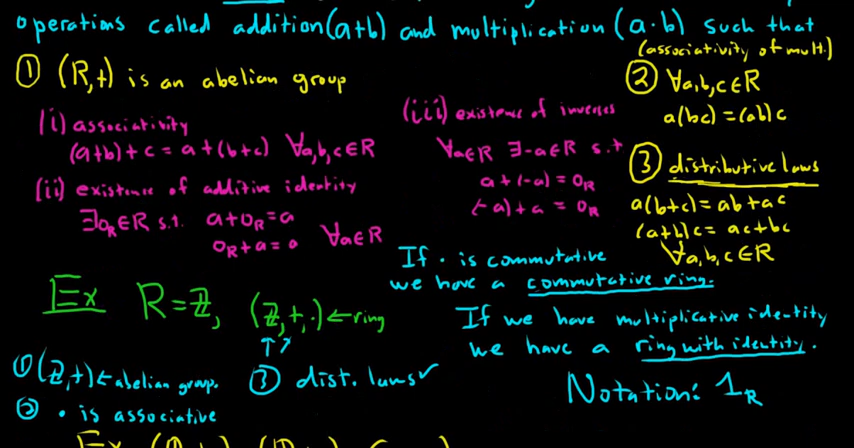 operations called addition(a+b) and multiplication (a·b) such that
① (R,+) is an abelian group
(i) associativity
(a+b)+c = a+(b+c) ∀a,b,c∈R
(ii) existence of additive identity
∃0_R∈R s.t. a+0_R=a
0_R+a=a ∀a∈R
(iii) existence of inverses
∀a∈R ∃-a∈R s.t
a+(-a)=0_R
(-a)+a=0_R
(associativity of mult.)
② ∀a,b,c∈R
a(bc)=(ab)c
③ distributive laws
a(b+c)=ab+ac
(a+b)c=ac+bc
∀a,b,c∈R
If · is commutative
we have a commutative ring.
If we have multiplicative identity
we have a ring with identity.
Notation: 1_R
Ex R=ℤ, (ℤ,+,·)←ring
↑↗
①(ℤ,+)←abelian group. ③ dist. laws✓
② · is associative
Ex